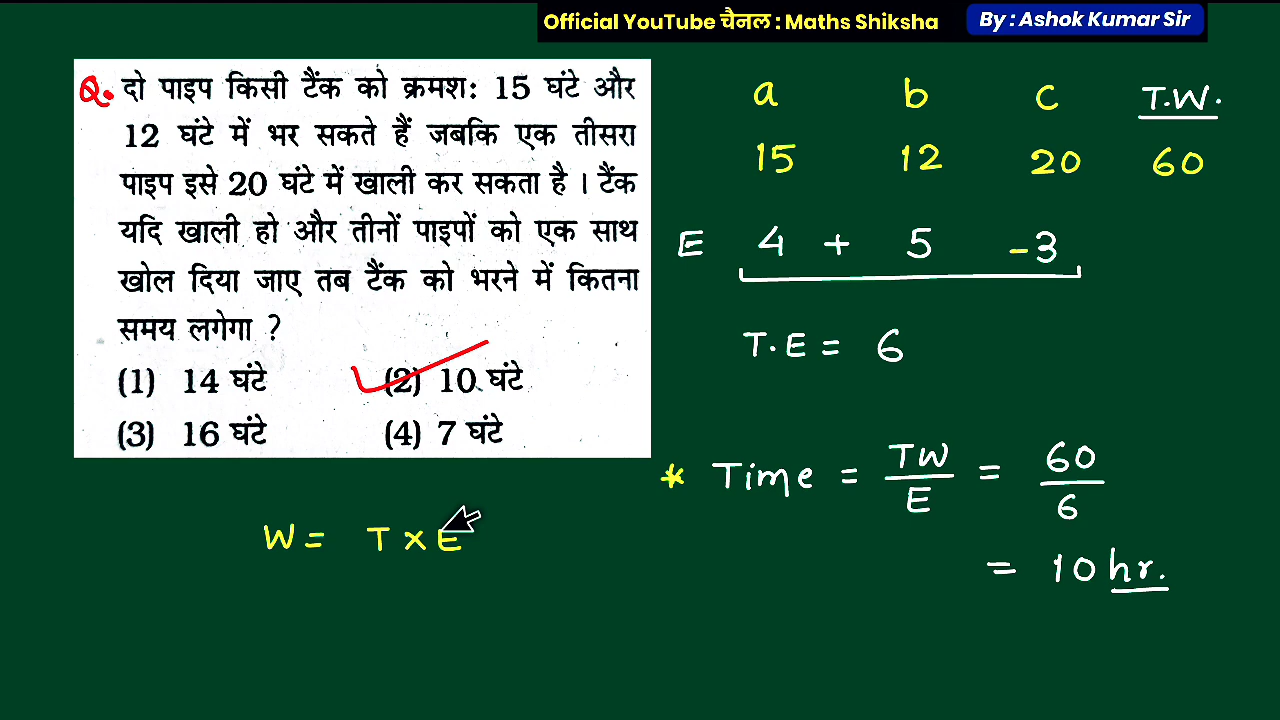 Official YouTube चैनल : Maths Shiksha
By : Ashok Kumar Sir
Q. दो पाइप किसी टैंक को क्रमश: 15 घंटे और
12 घंटे में भर सकते हैं जबकि एक तीसरा
पाइप इसे 20 घंटे में खाली कर सकता है । टैंक
यदि खाली हो और तीनों पाइपों को एक साथ
खोल दिया जाए तब टैंक को भरने में कितना
समय लगेगा ?
(1) 14 घंटे (2) 10 घंटे
(3) 16 घंटे (4) 7 घंटे
W = T × E
a b c T.W.
15 12 20 60
E 4 + 5 -3
T.E = 6
* Time = TW/E = 60/6
= 10 hr.